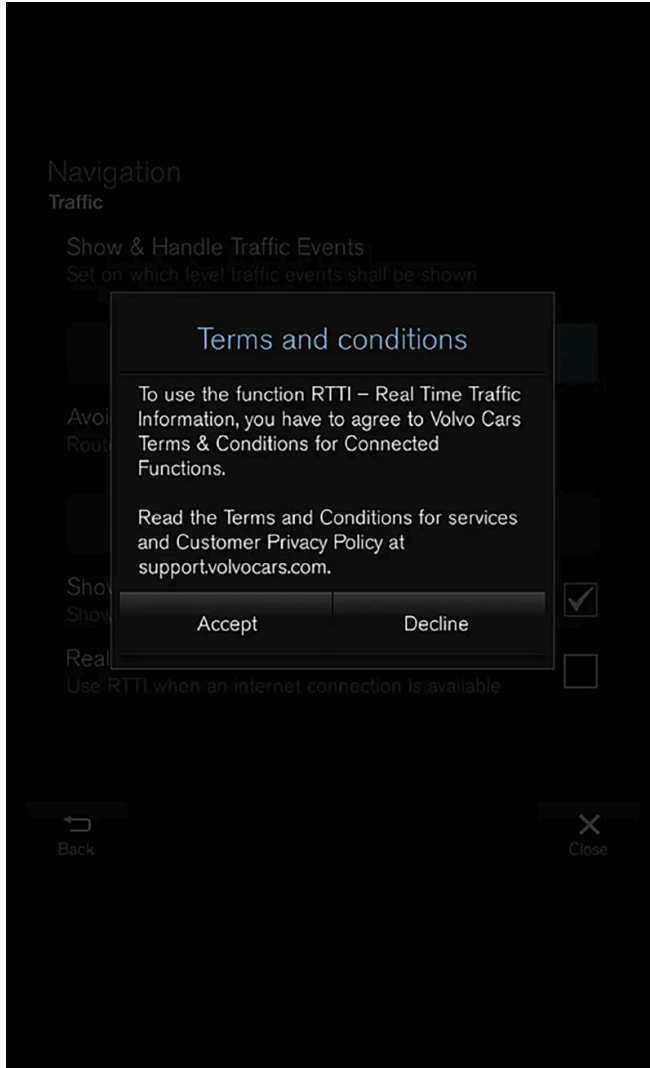 Navigation
Traffic
Show & Handle Traffic Events
Set on which level traffic events shall be shown
Terms and conditions
To use the function RTTI – Real Time Traffic
Information, you have to agree to Volvo Cars
Terms & Conditions for Connected
Functions.
Read the Terms and Conditions for services
and Customer Privacy Policy at
support.volvocars.com.
Accept
Decline
Real
Use RTTI when an internet connection is available
Back
Close